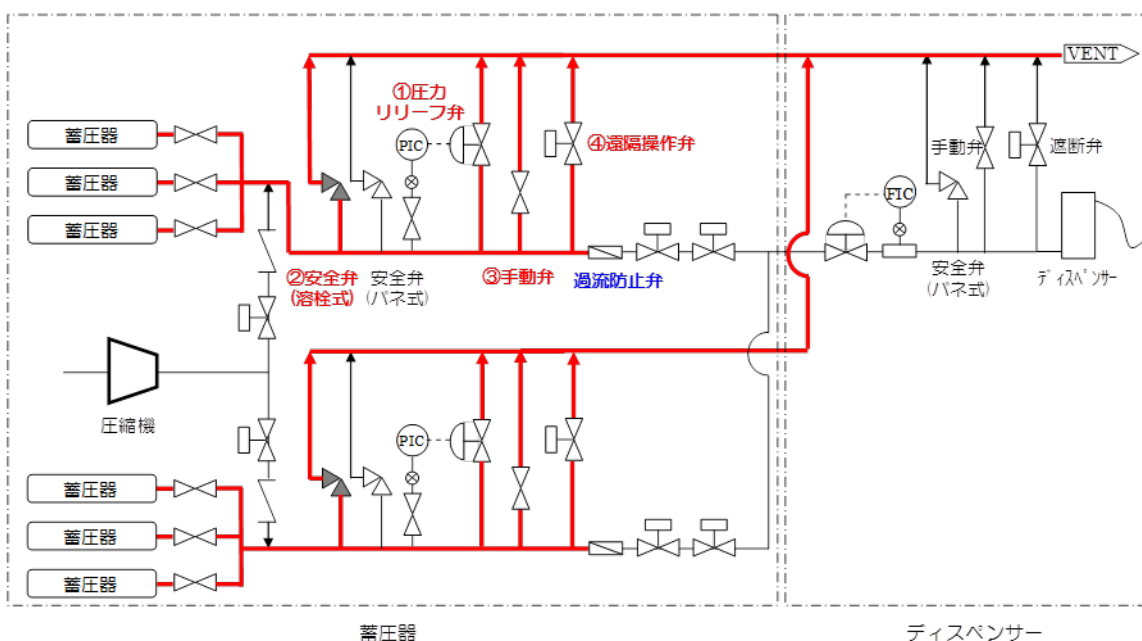 VENT
①圧力
リリーフ弁
蓄圧器
PIC
④遠隔操作弁
手動弁
遮断弁
蓄圧器
FIC
蓄圧器
②安全弁
(溶栓式)
安全弁
(バネ式)
③手動弁
過流防止弁
安全弁
(バネ式)
ディスペンサー
圧縮機
PIC
蓄圧器
蓄圧器
蓄圧器
蓄圧器
ディスペンサー